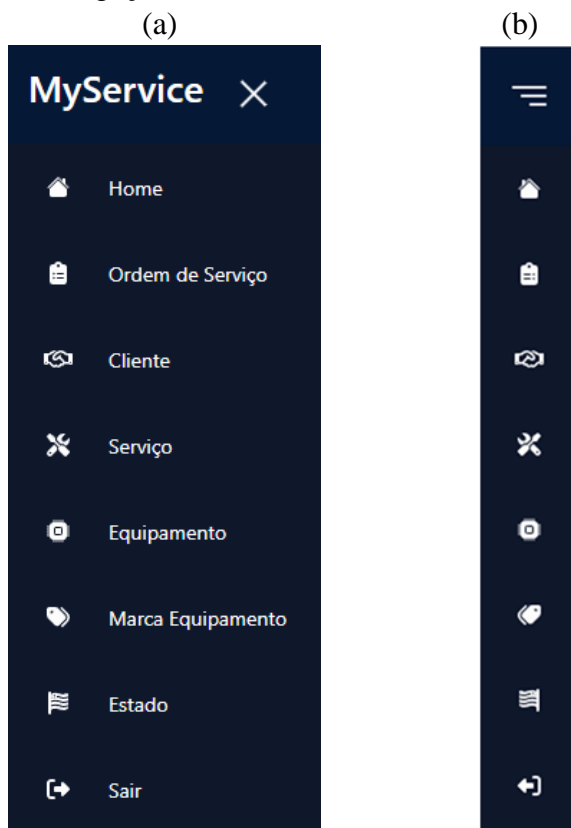 (a)
(b)
MyService
Home
Ordem de Serviço
Cliente
Serviço
Equipamento
Marca Equipamento
Estado
Sair